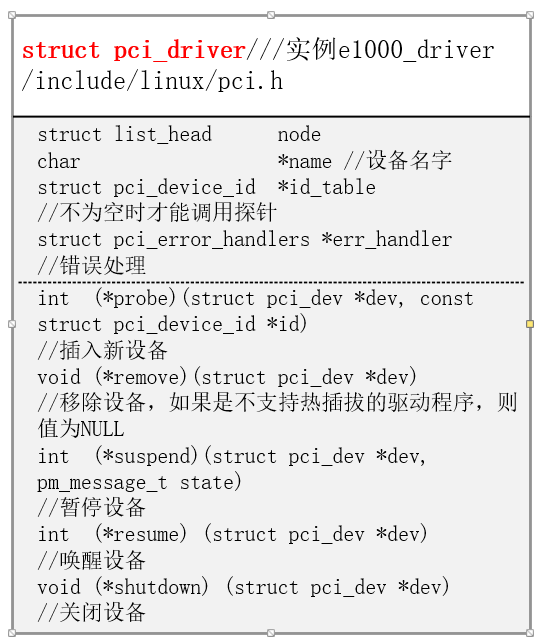 struct pci_driver///实例e1000_driver
/include/linux/pci.h
struct list_head node
char *name //设备名字
struct pci_device_id *id_table
//不为空时才能调用探针
struct pci_error_handlers *err_handler
//错误处理
int (*probe)(struct pci_dev *dev, const
struct pci_device_id *id)
//插入新设备
void (*remove)(struct pci_dev *dev)
//移除设备，如果是不支持热插拔的驱动程序，则
值为NULL
int (*suspend)(struct pci_dev *dev,
pm_message_t state)
//暂停设备
int (*resume) (struct pci_dev *dev)
//唤醒设备
void (*shutdown) (struct pci_dev *dev)
//关闭设备